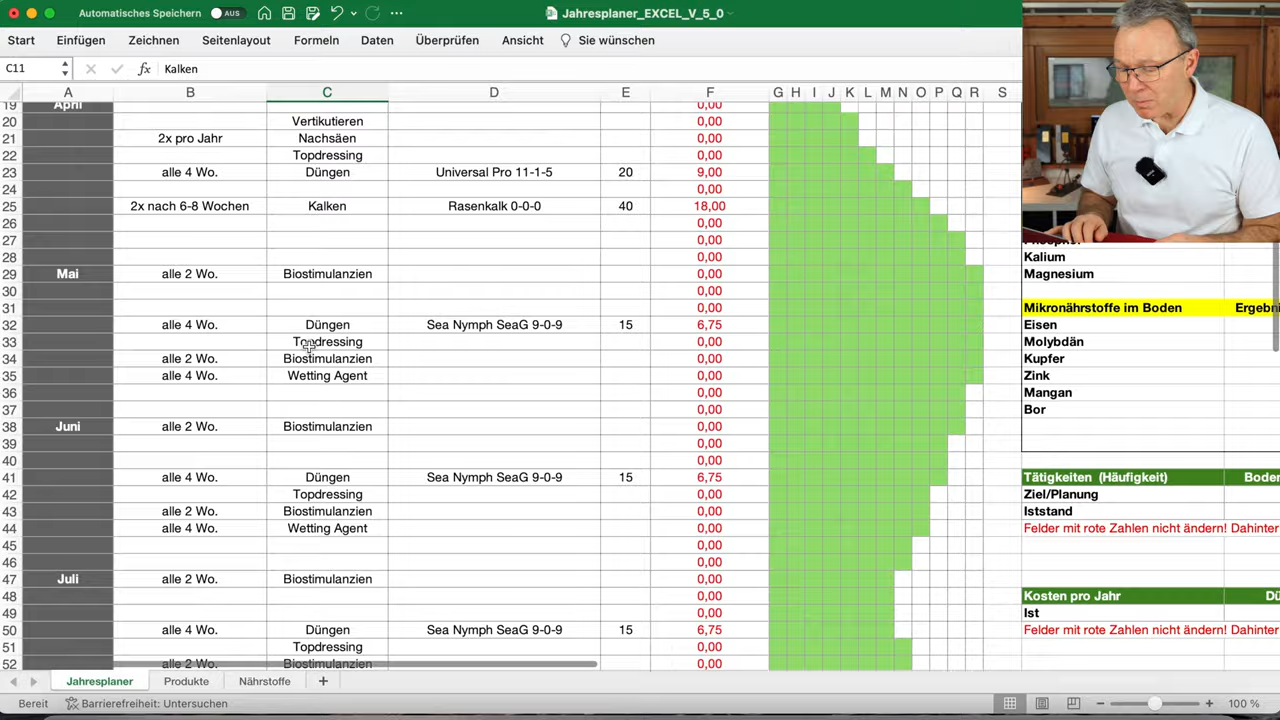 Automatisches Speichern AUS ... Jahresplaner_EXCEL_V_5_0
Start Einfügen Zeichnen Seitenlayout Formeln Daten Überprüfen Ansicht Sie wünschen
C11 fx Kalken
A B C D E F G H I J K L M N O P Q R S
19 April 0,00
20 Vertikutieren 0,00
21 2x pro Jahr Nachsäen 0,00
22 Topdressing 0,00
23 alle 4 Wo. Düngen Universal Pro 11-1-5 20 9,00
24 0,00
25 2x nach 6-8 Wochen Kalken Rasenkalk 0-0-0 40 18,00
26 0,00
27 0,00
28 0,00 Kalium
29 Mai alle 2 Wo. Biostimulanzien 0,00 Magnesium
30 0,00
31 0,00 Mikronährstoffe im Boden Ergebni
32 alle 4 Wo. Düngen Sea Nymph SeaG 9-0-9 15 6,75 Eisen
33 Topdressing 0,00 Molybdän
34 alle 2 Wo. Biostimulanzien 0,00 Kupfer
35 alle 4 Wo. Wetting Agent 0,00 Zink
36 0,00 Mangan
37 0,00 Bor
38 Juni alle 2 Wo. Biostimulanzien 0,00
39 0,00
40 0,00
41 alle 4 Wo. Düngen Sea Nymph SeaG 9-0-9 15 6,75 Tätigkeiten (Häufigkeit) Boden
42 Topdressing 0,00 Ziel/Planung
43 alle 2 Wo. Biostimulanzien 0,00 Iststand
44 alle 4 Wo. Wetting Agent 0,00 Felder mit rote Zahlen nicht ändern! Dahinter
45 0,00
46 0,00
47 Juli alle 2 Wo. Biostimulanzien 0,00
48 0,00 Kosten pro Jahr Dü
49 0,00 Ist
50 alle 4 Wo. Düngen Sea Nymph SeaG 9-0-9 15 6,75 Felder mit rote Zahlen nicht ändern! Dahinter
51 Topdressing 0,00
52 alle 2 Wo. Biostimulanzien 0,00
Jahresplaner Produkte Nährstoffe +
Bereit Barrierefreiheit: Untersuchen 100 %